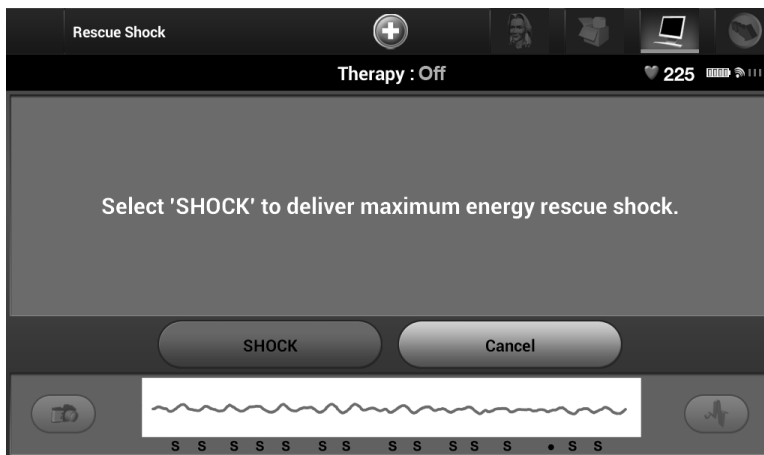 Rescue Shock
Therapy : Off
225
Select 'SHOCK' to deliver maximum energy rescue shock.
SHOCK
Cancel
S S S S S S S S S S S S • S S